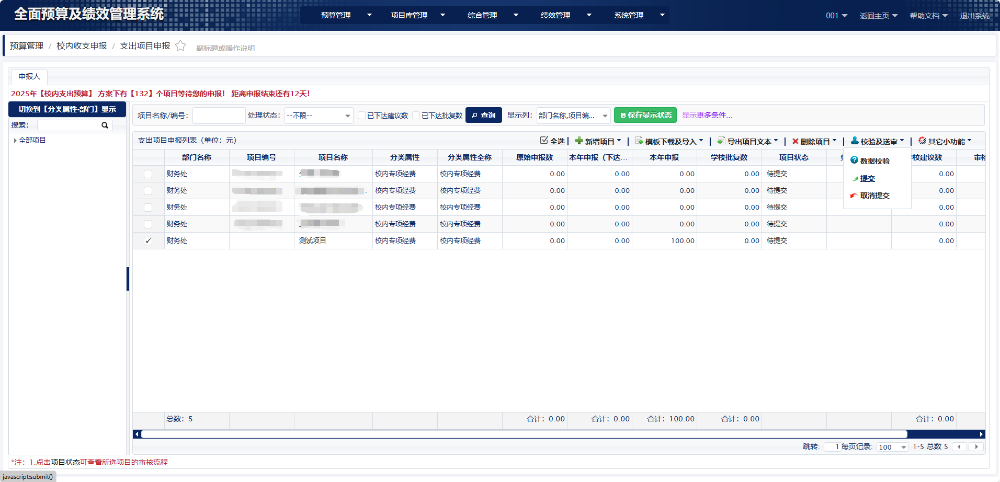 全面预算及绩效管理系统
预算管理 项目库管理 综合管理 绩效管理 系统管理
001 返回主页 帮助文档 退出系统
预算管理 / 校内收支申报 / 支出项目申报 副标题或操作说明
申报人
2025年【校内支出预算】 方案下有【132】个项目等待您的申报! 距离申报结束还有12天!
切换到【分类属性-部门】显示
搜索:
全部项目
项目名称/编号: 处理状态: --不限-- 已下达建议数 已下达批复数 查询 显示列: 部门名称,项目编... 保存显示状态 显示更多条件...
支出项目申报列表(单位:元) 全选 | 新增项目 | 模板下载及导入 | 导出项目文本 | 删除项目 | 校验及送审 | 其它小功能
部门名称 项目编号 项目名称 分类属性 分类属性全称 原始申报数 本年申报(下达... 本年申报 学校批复数 项目状态 校建议数 审核
数据校验
提交
取消提交
财务处 校内专项经费 校内专项经费 0.00 0.00 0.00 0.00 待提交 0.00
财务处 校内专项经费 校内专项经费 0.00 0.00 0.00 0.00 待提交 0.00
财务处 校内专项经费 校内专项经费 0.00 0.00 0.00 0.00 待提交 0.00
财务处 校内专项经费 校内专项经费 0.00 0.00 0.00 0.00 待提交 0.00
财务处 测试项目 校内专项经费 校内专项经费 0.00 0.00 100.00 0.00 待提交 0.00
总数:5 合计:0.00 合计:0.00 合计:100.00 合计:0.00 合计:0.00
跳转: 1 每页记录: 100 1-5 总数 5
*注: 1.点击项目状态可查看所选项目的审核流程
javascript:submit()